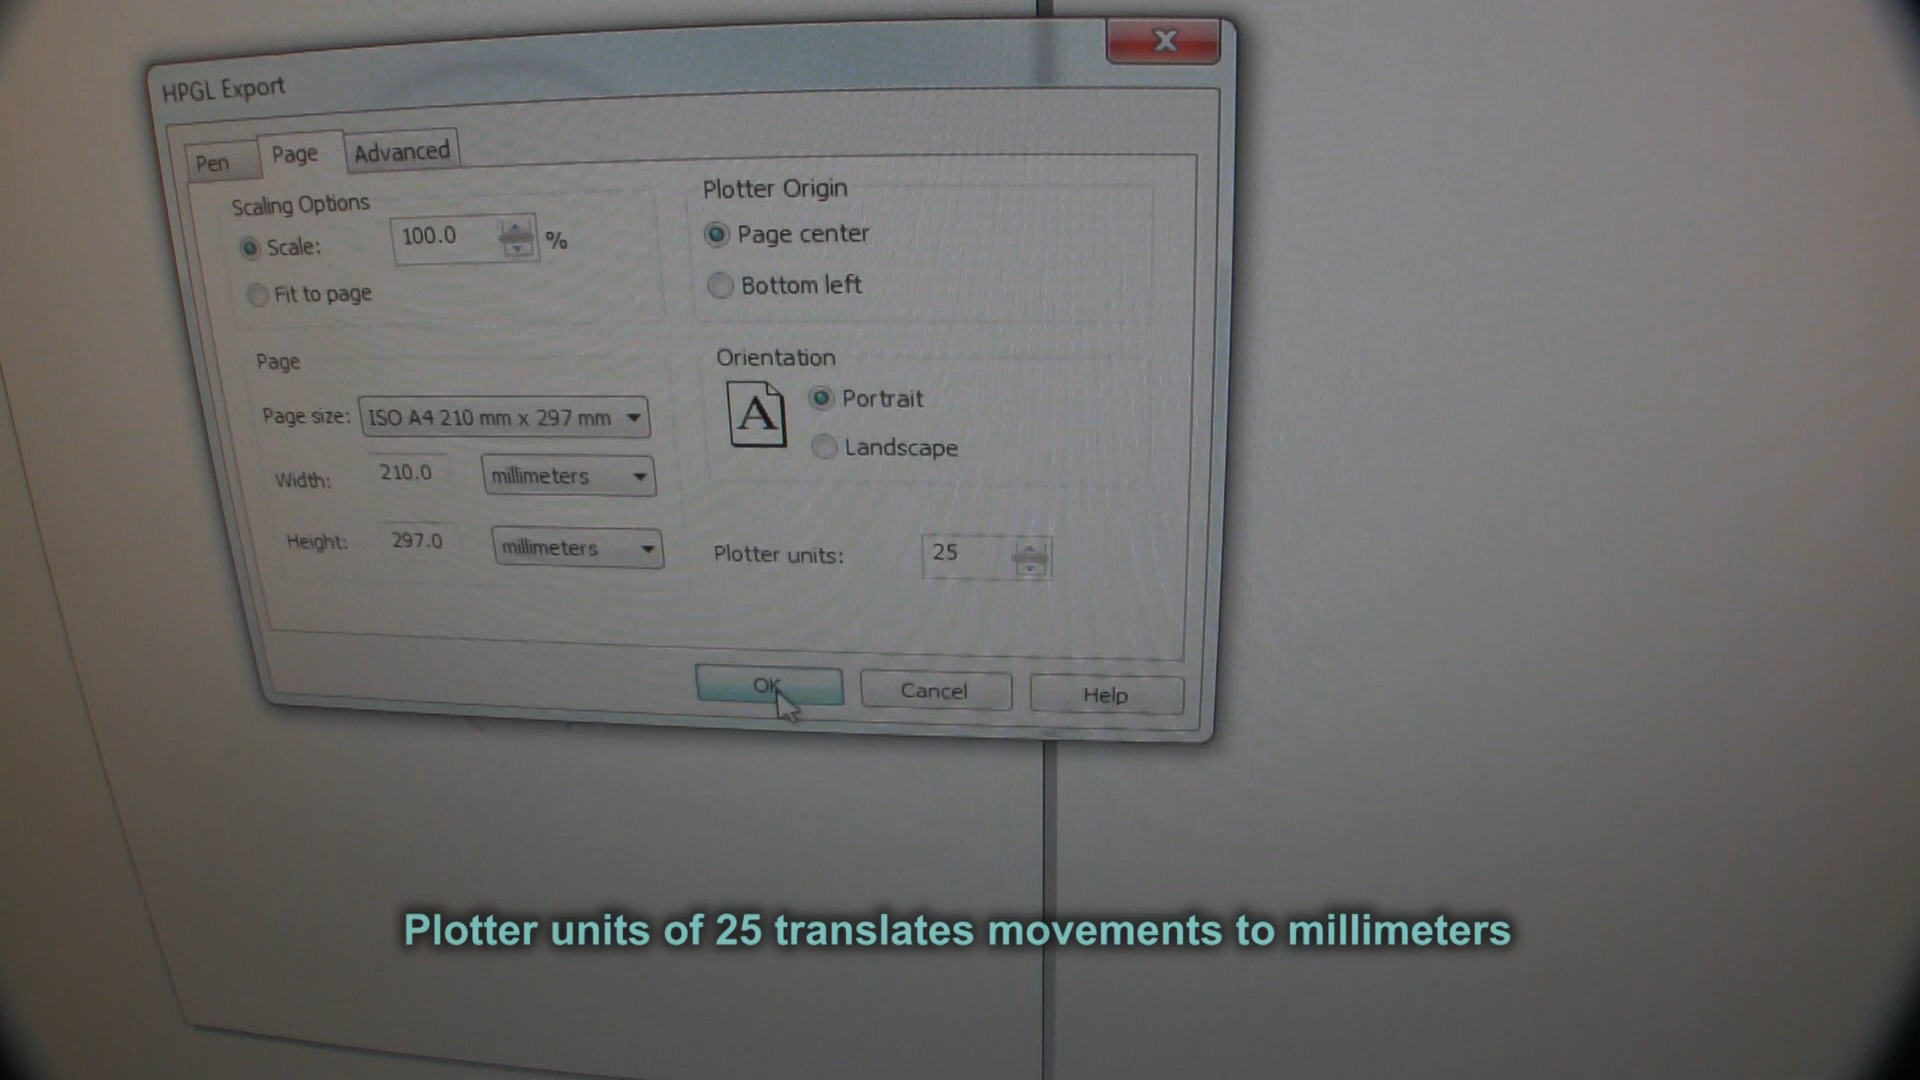 HPGL Export
X
Pen
Page
Advanced
Scaling Options
Scale:
100.0
%
Fit to page
Plotter Origin
Page center
Bottom left
Page
Page size:
ISO A4 210 mm x 297 mm
Width:
210.0
millimeters
Height:
297.0
millimeters
Orientation
A
Portrait
Landscape
Plotter units:
25
OK
Cancel
Help
Plotter units of 25 translates movements to millimeters